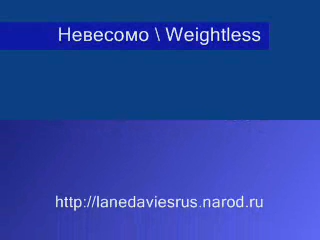 Невесомо \ Weightless
http://lanedaviesrus.narod.ru